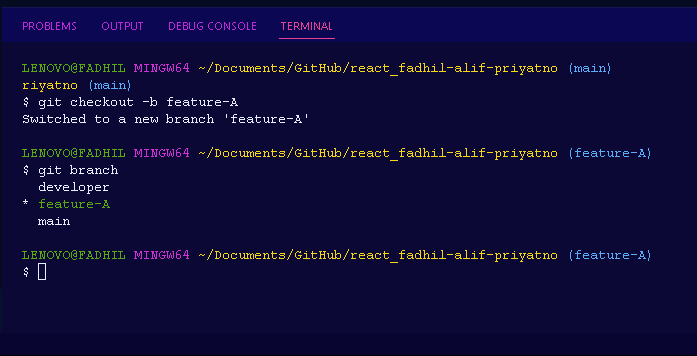 PROBLEMS OUTPUT DEBUG CONSOLE TERMINAL
LENOVO@FADHIL MINGW64 ~/Documents/GitHub/react_fadhil-alif-priyatno (main)
riyatno (main)
$ git checkout -b feature-A
Switched to a new branch 'feature-A'
LENOVO@FADHIL MINGW64 ~/Documents/GitHub/react_fadhil-alif-priyatno (feature-A)
$ git branch
developer
* feature-A
main
LENOVO@FADHIL MINGW64 ~/Documents/GitHub/react_fadhil-alif-priyatno (feature-A)
$